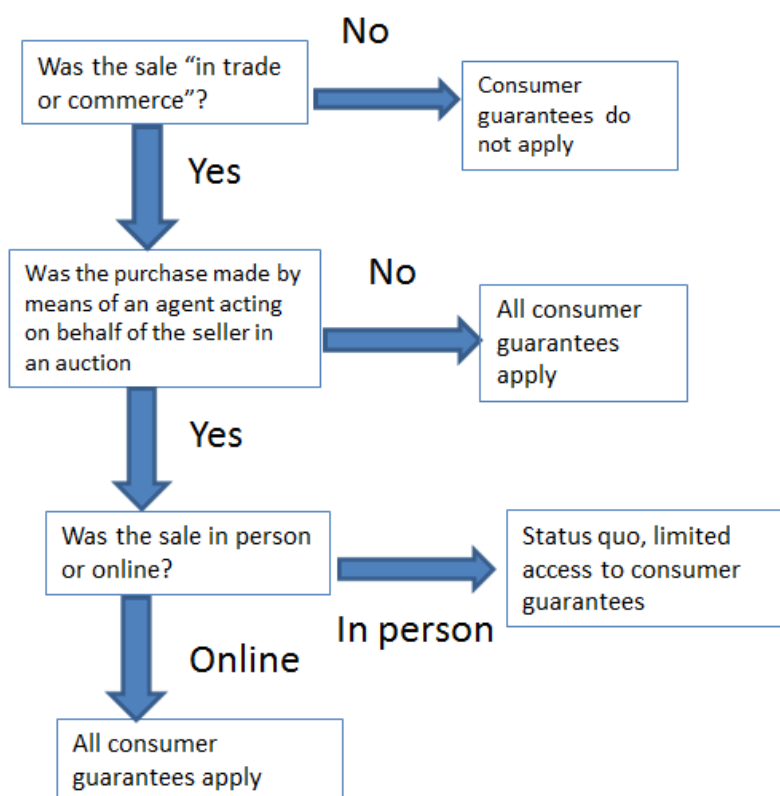 No
Was the sale “in trade
or commerce”?
Consumer
guarantees do
not apply
Yes
Was the purchase made by
means of an agent acting
on behalf of the seller in
an auction
No
All consumer
guarantees
apply
Yes
Was the sale in person
or online?
Status quo, limited
access to consumer
guarantees
In person
Online
All consumer
guarantees apply